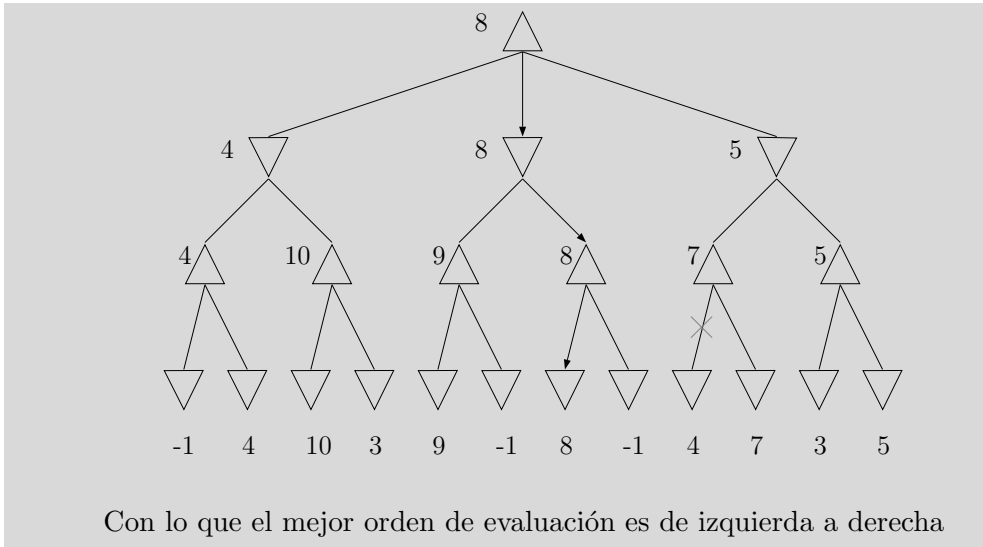 8
4 8 5
4 10 9 8 7 5
-1 4 10 3 9 -1 8 -1 4 7 3 5
Con lo que el mejor orden de evaluación es de izquierda a derecha